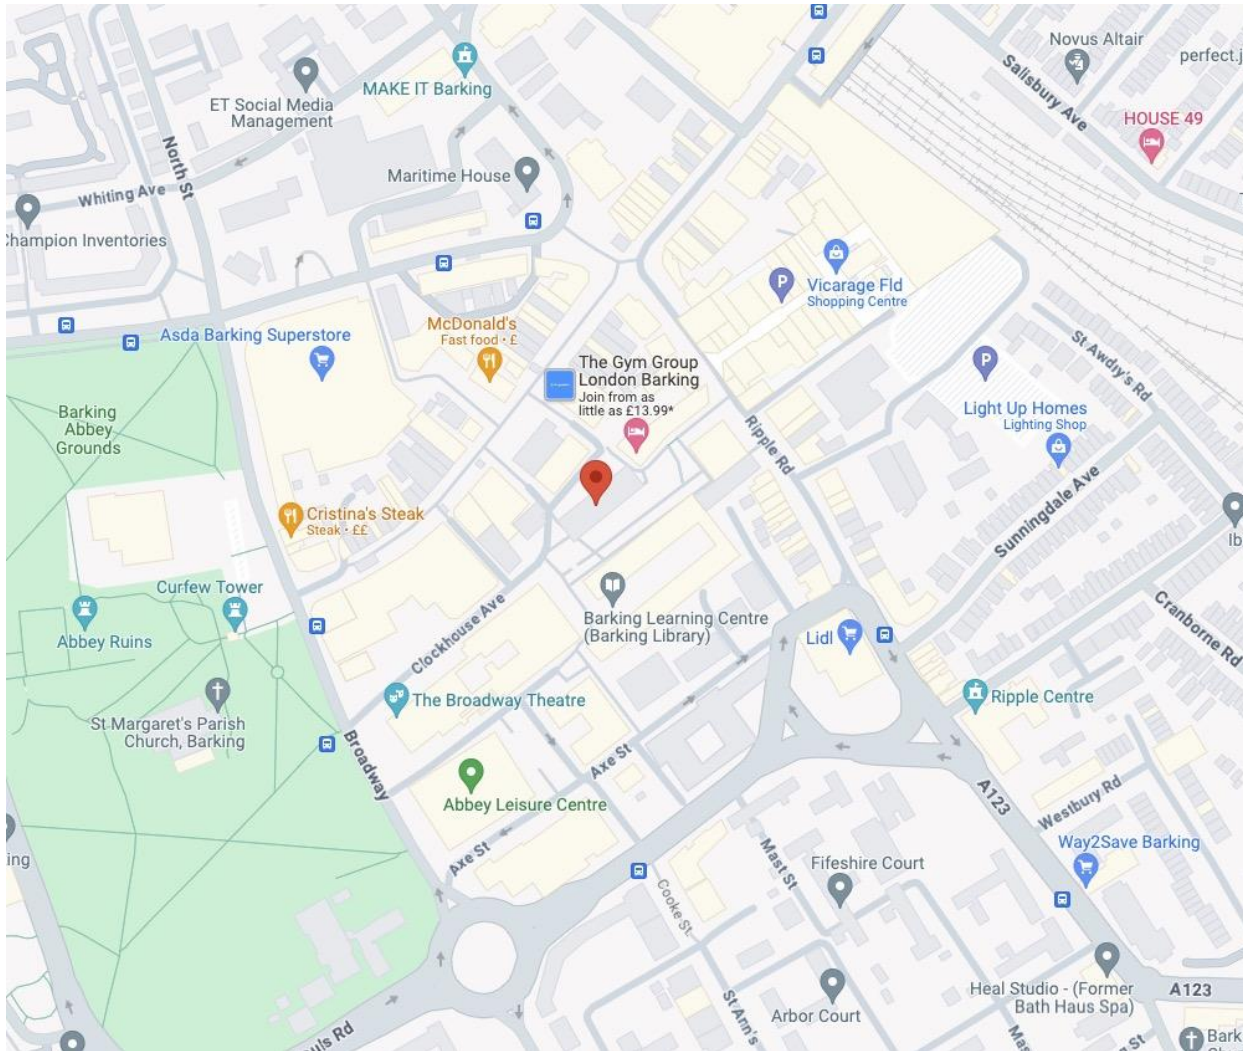 Novus Altair
perfect.j
MAKE IT Barking
ET Social Media
Management
Salisbury Ave
HOUSE 49
North St
Maritime House
Whiting Ave
Champion Inventories
Vicarage Fld
Shopping Centre
P
Asda Barking Superstore
McDonald's
Fast food · £
The Gym Group
London Barking
Join from as
little as £13.99*
St Awdry's Rd
P
Light Up Homes
Lighting Shop
Barking
Abbey
Grounds
Ripple Rd
Cristina's Steak
Steak · ££
Sunningdale Ave
Ib
Curfew Tower
Abbey Ruins
Clockhouse Ave
Barking Learning Centre
(Barking Library)
Lidl
Cranborne Rd
The Broadway Theatre
Ripple Centre
St Margaret's Parish
Church, Barking
Broadway
Axe St
Abbey Leisure Centre
A123
Westbury Rd
Axe St
Mast St
Fifeshire Court
Way2Save Barking
ing
Cooke St
Heal Studio - (Former
Bath Haus Spa)
A123
St Ann's
Arbor Court
uls Rd
Mas
Bark